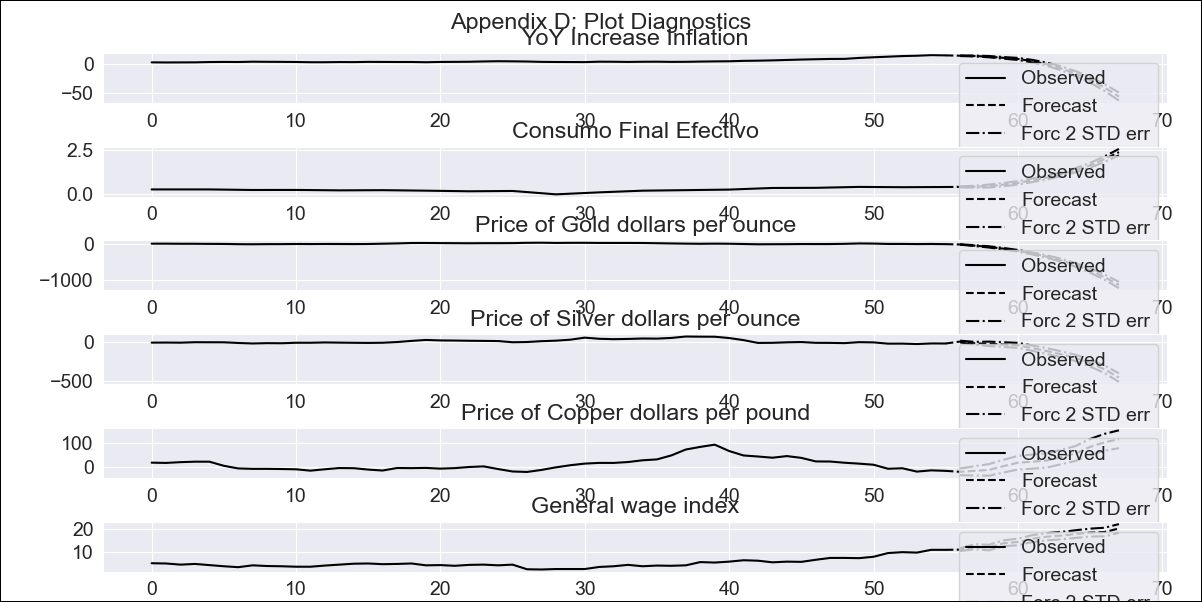 Appendix D: Plot Diagnostics
YoY Increase Inflation
0
−50
0 10 20 30 40 50 60 70
Observed
Forecast
Forc 2 STD err
Consumo Final Efectivo
2.5
0.0
0 10 20 30 40 50 60 70
Observed
Forecast
Forc 2 STD err
Price of Gold dollars per ounce
0
−1000
0 10 20 30 40 50 60 70
Observed
Forecast
Forc 2 STD err
Price of Silver dollars per ounce
0
−500
0 10 20 30 40 50 60 70
Observed
Forecast
Forc 2 STD err
Price of Copper dollars per pound
100
0
0 10 20 30 40 50 60 70
Observed
Forecast
Forc 2 STD err
General wage index
20
10
0 10 20 30 40 50 60 70
Observed
Forecast
Forc 2 STD err